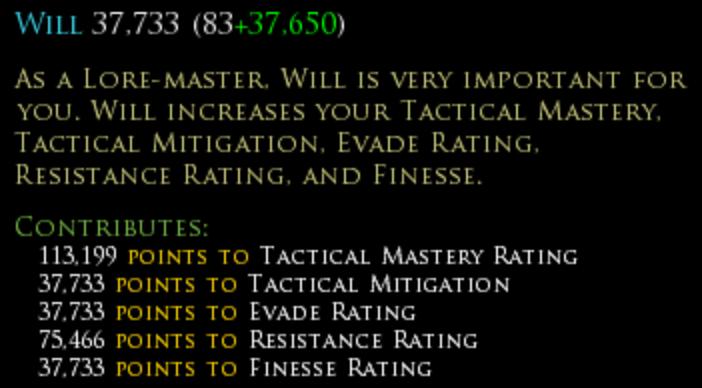 Will 37,733 (83+37,650)
As a Lore-master, Will is very important for
you. Will increases your Tactical Mastery,
Tactical Mitigation, Evade Rating,
Resistance Rating, and Finesse.
Contributes:
113,199 points to Tactical Mastery Rating
37,733 points to Tactical Mitigation
37,733 points to Evade Rating
75,466 points to Resistance Rating
37,733 points to Finesse Rating